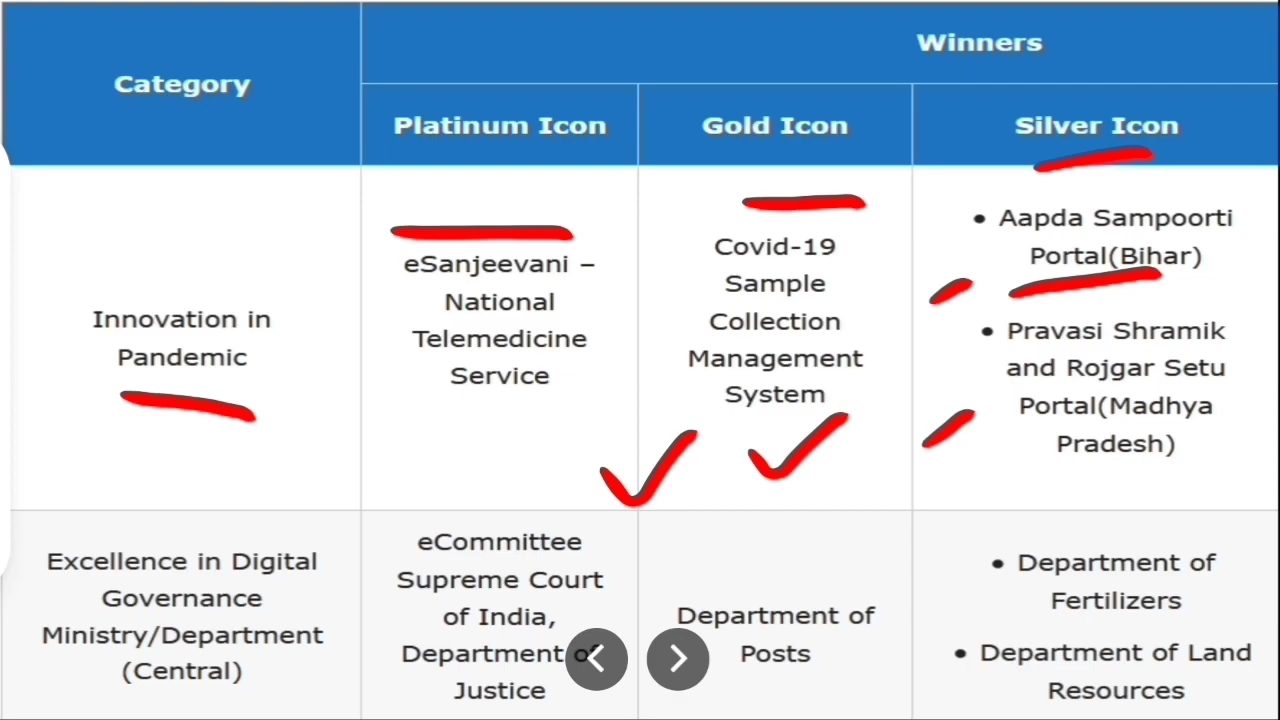 Category
Winners
Platinum Icon
Gold Icon
Silver Icon
Innovation in
Pandemic
eSanjeevani –
National
Telemedicine
Service
Covid-19
Sample
Collection
Management
System
• Aapda Sampoorti
Portal(Bihar)
• Pravasi Shramik
and Rojgar Setu
Portal(Madhya
Pradesh)
Excellence in Digital
Governance
Ministry/Department
(Central)
eCommittee
Supreme Court
of India,
Department of
Justice
Department of
Posts
• Department of
Fertilizers
• Department of Land
Resources